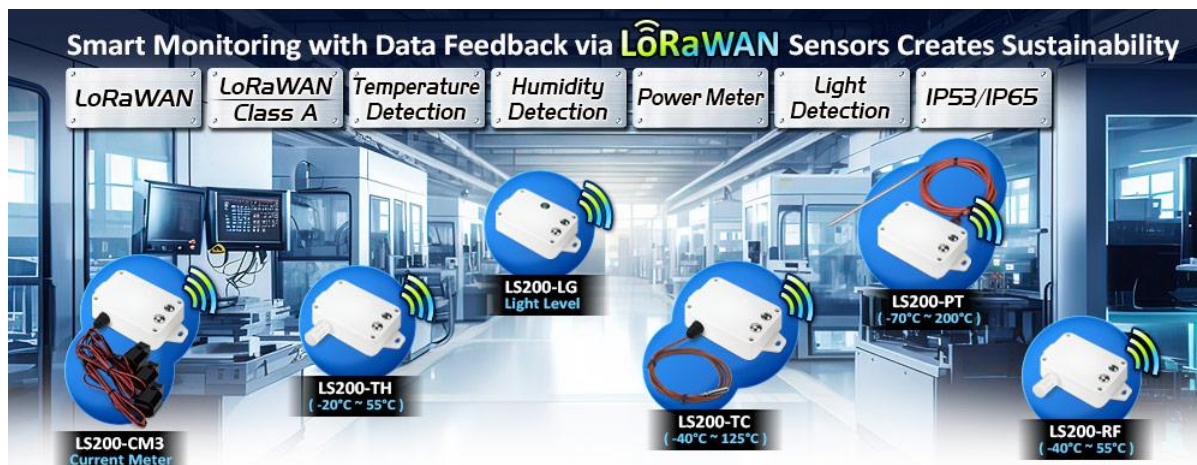 Smart Monitoring with Data Feedback via LoRaWAN Sensors Creates Sustainability
LoRaWAN
LoRaWAN
Class A
Temperature
Detection
Humidity
Detection
Power Meter
Light
Detection
IP53/IP65
LS200-LG
Light Level
LS200-PT
( -70°C ~ 200°C )
LS200-TH
( -20°C ~ 55°C )
LS200-TC
( -40°C ~ 125°C )
LS200-CM3
Current Meter
LS200-RF
( -40°C ~ 55°C )